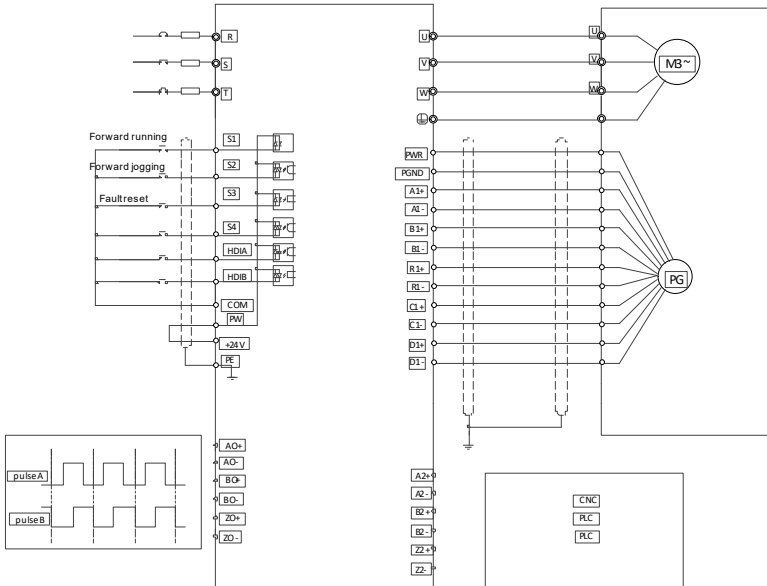 R
S
T
Forward running
S1
Forward jogging
S2
Fault reset
S3
S4
HDIA
HDIB
COM
PW
+24V
PE
U
V
W
U
V
W
M3~
PWR
PGND
A1+
A1-
B1+
B1-
R1+
R1-
C1+
C1-
D1+
D1-
PG
pulse A
pulse B
AO+
AO-
BO+
BO-
ZO+
ZO-
A2+
A2-
B2+
B2-
Z2+
Z2-
CNC
PLC
PLC